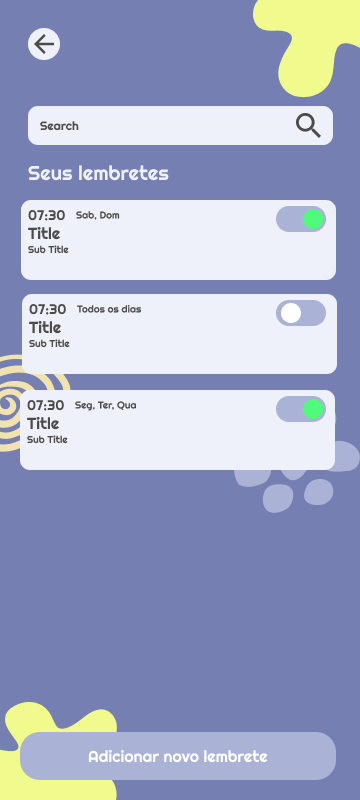 Search
Seus lembretes
07:30 Sab, Dom
Title
Sub Title
07:30 Todos os dias
Title
Sub Title
07:30 Seg, Ter, Qua
Title
Sub Title
Adicionar novo lembrete